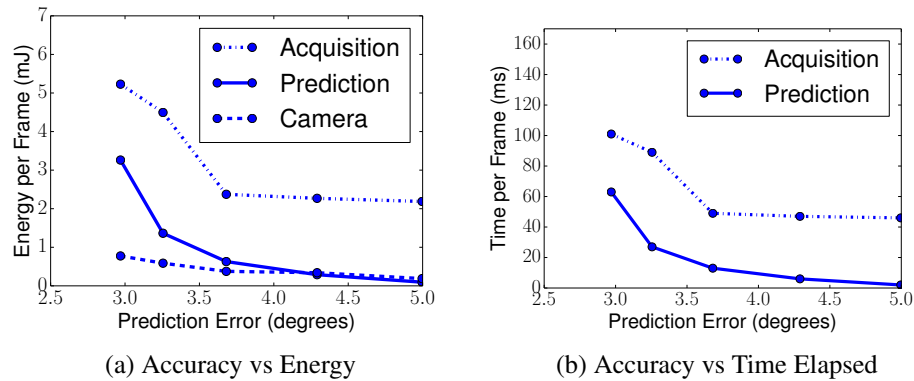 7
6
5
4
3
2
1
0
Energy per Frame (mJ)
Acquisition
Prediction
Camera
2.5 3.0 3.5 4.0 4.5 5.0
Prediction Error (degrees)
(a) Accuracy vs Energy
160
140
120
100
80
60
40
20
0
Time per Frame (ms)
Acquisition
Prediction
2.5 3.0 3.5 4.0 4.5 5.0
Prediction Error (degrees)
(b) Accuracy vs Time Elapsed